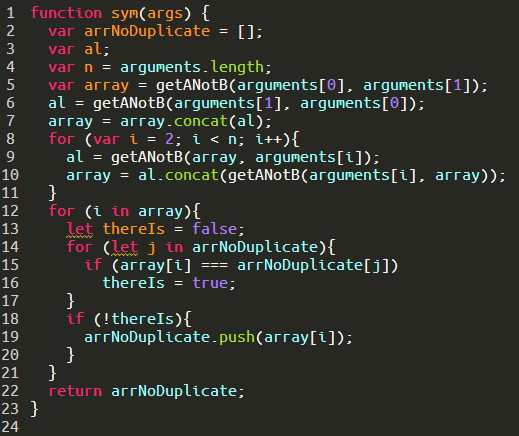 1 function sym(args) {
2   var arrNoDuplicate = [];
3   var al;
4   var n = arguments.length;
5   var array = getANotB(arguments[0], arguments[1]);
6   al = getANotB(arguments[1], arguments[0]);
7   array = array.concat(al);
8   for (var i = 2; i < n; i++){
9     al = getANotB(array, arguments[i]);
10     array = al.concat(getANotB(arguments[i], array));
11   }
12   for (i in array){
13     let thereIs = false;
14     for (let j in arrNoDuplicate){
15       if (array[i] === arrNoDuplicate[j])
16         thereIs = true;
17     }
18     if (!thereIs){
19       arrNoDuplicate.push(array[i]);
20     }
21   }
22   return arrNoDuplicate;
23 }
24